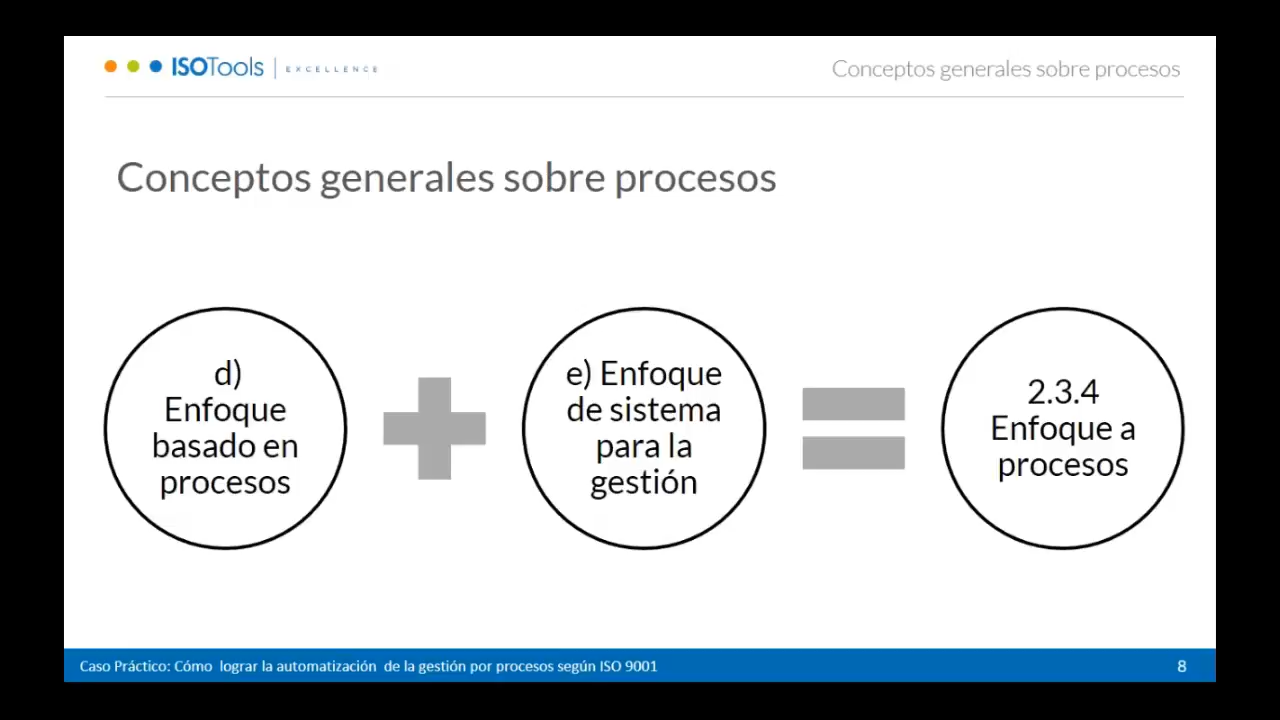 ISOTools | EXCELLENCE
Conceptos generales sobre procesos
Conceptos generales sobre procesos
d)
Enfoque
basado en
procesos
e) Enfoque
de sistema
para la
gestión
2.3.4
Enfoque a
procesos
Caso Práctico: Cómo lograr la automatización de la gestión por procesos según ISO 9001
8